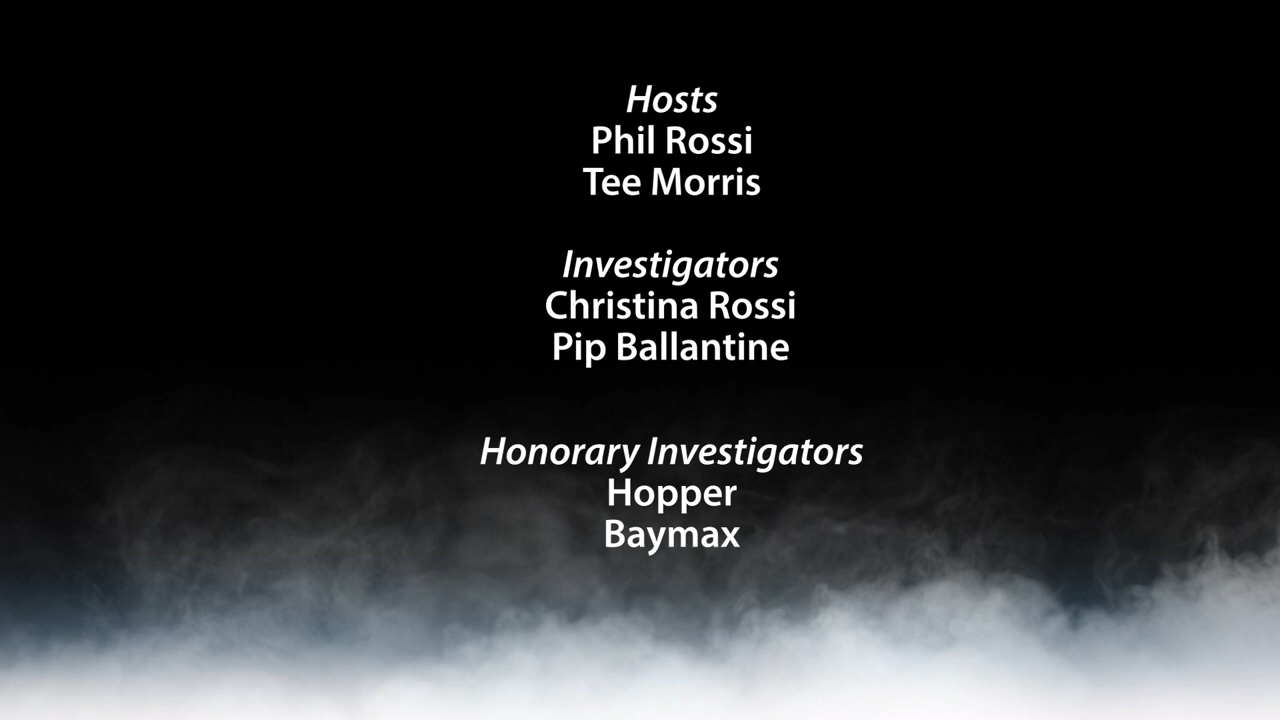 Hosts
Phil Rossi
Tee Morris
Investigators
Christina Rossi
Pip Ballantine
Honorary Investigators
Hopper
Baymax